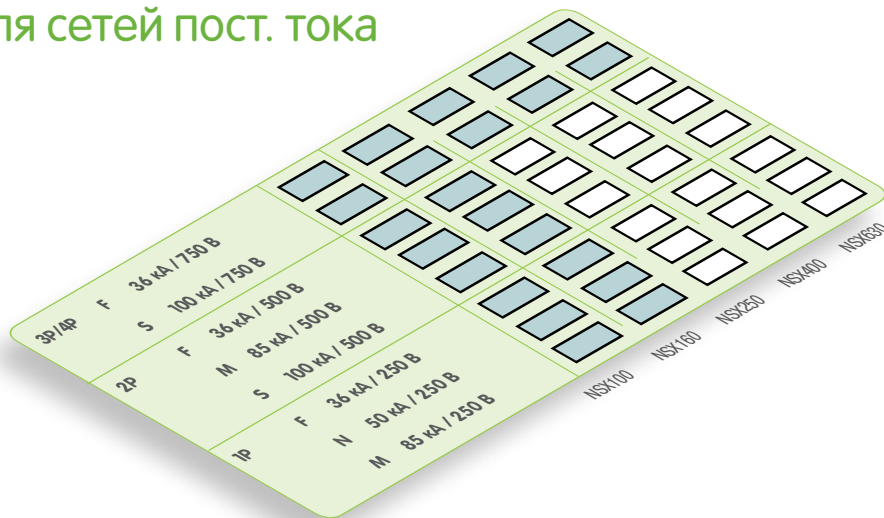 ля сетей пост. тока
3P/4P
F 36 кА / 750 В
S 100 кА / 750 В
2P
F 36 кА / 500 В
M 85 кА / 500 В
S 100 кА / 500 В
1P
F 36 кА / 250 В
N 50 кА / 250 В
M 85 кА / 250 В
NSX100
NSX160
NSX250
NSX400
NSX630